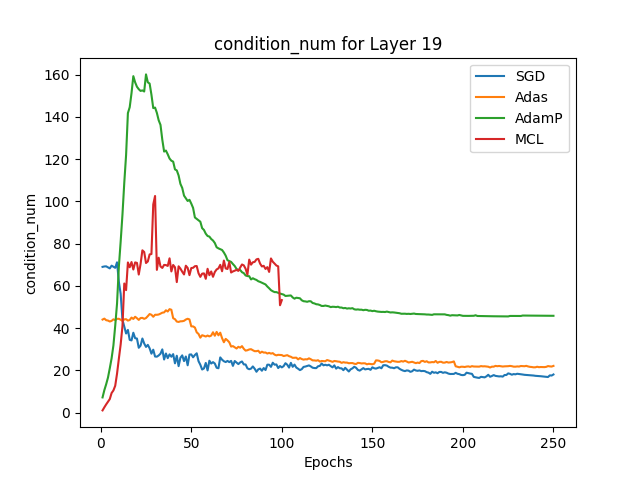 condition_num for Layer 19
SGD
Adas
AdamP
MCL
condition_num
160
140
120
100
80
60
40
20
0
0 50 100 150 200 250
Epochs